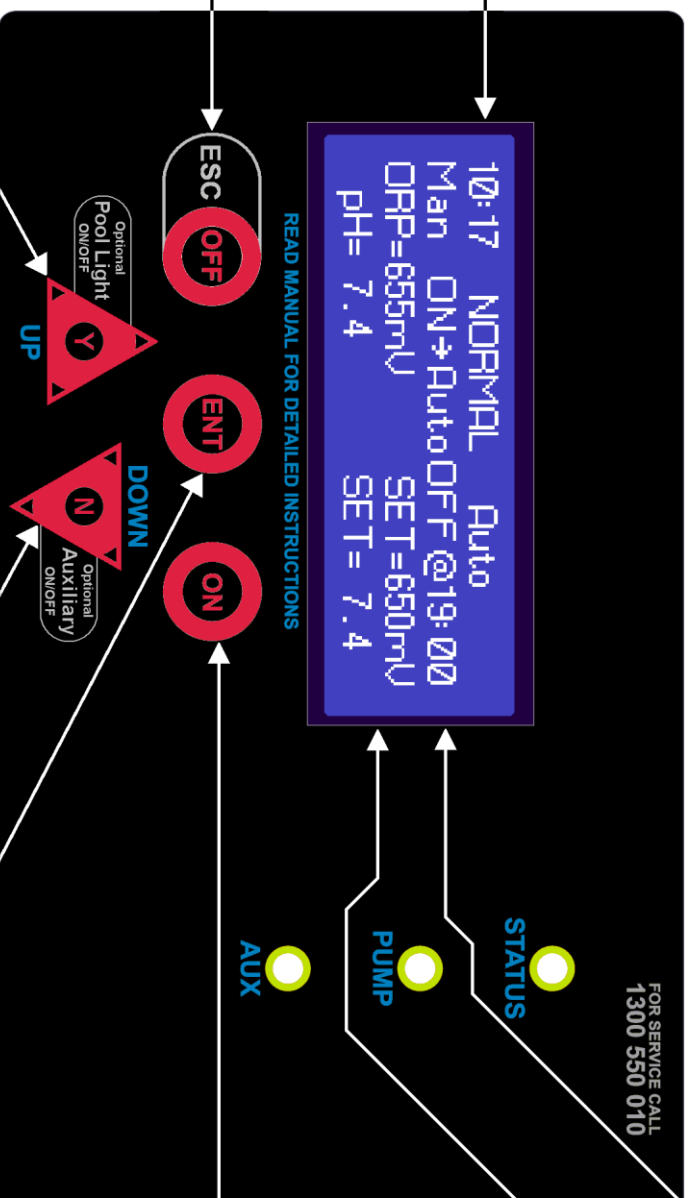 FOR SERVICE CALL
1300 550 010
10:17 NORMAL Auto
Man ON→AutoOFF@19:00
ORP=655mV SET=650mV
pH= 7.4 SET= 7.4
STATUS
PUMP
AUX
READ MANUAL FOR DETAILED INSTRUCTIONS
ESC
OFF
ENT
ON
Optional
Pool Light
ON/OFF
Y
UP
DOWN
N
Optional
Auxiliary
ON/OFF